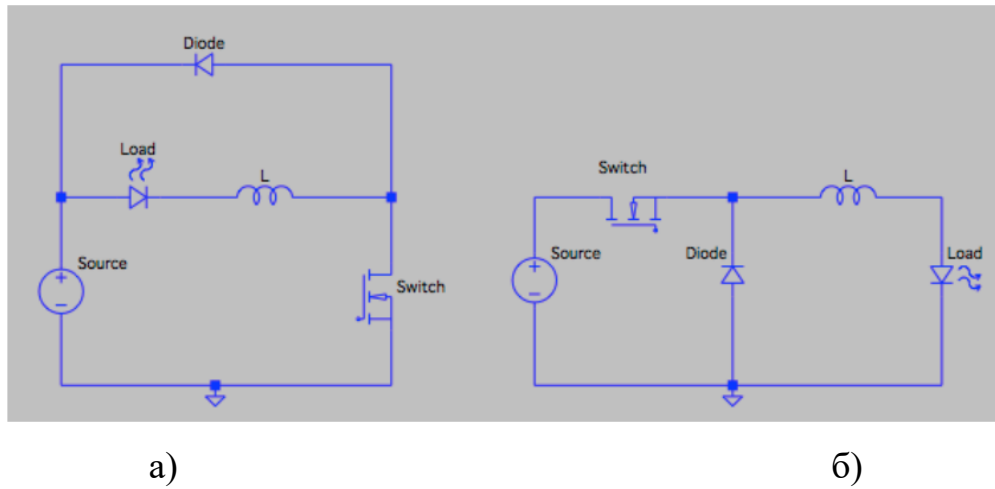 Diode
Load
L
Source
Switch
Switch
L
Source
Diode
Load
а)
б)